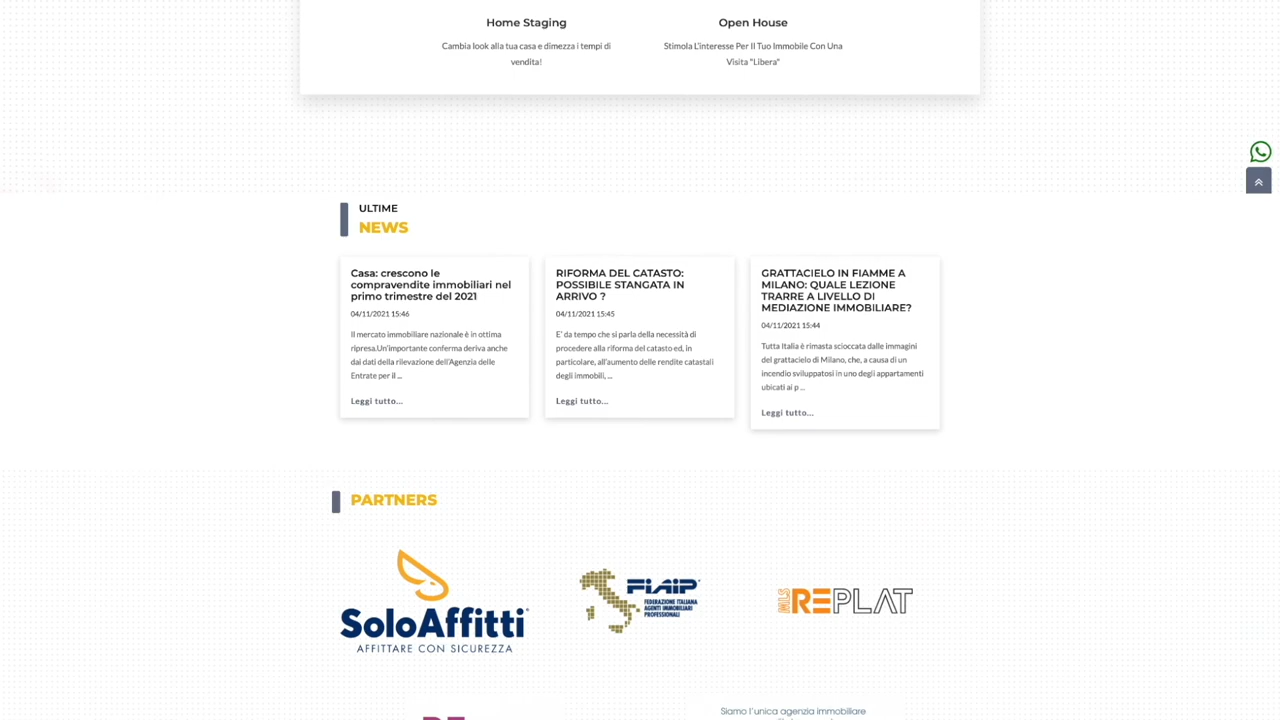 Home Staging
Cambia look alla tua casa e dimezza i tempi di
vendita!
Open House
Stimola L'interesse Per Il Tuo Immobile Con Una
Visita "Libera"
ULTIME
NEWS
Casa: crescono le
compravendite immobiliari nel
primo trimestre del 2021
04/11/2021 15:46
Il mercato immobiliare nazionale è in ottima
ripresa.Un'importante conferma deriva anche
dai dati della rilevazione dell'Agenzia delle
Entrate per il ...
Leggi tutto...
RIFORMA DEL CATASTO:
POSSIBILE STANGATA IN
ARRIVO ?
04/11/2021 15:45
E' da tempo che si parla della necessità di
procedere alla riforma del catasto ed, in
particolare, all'aumento delle rendite catastali
degli immobili, ...
Leggi tutto...
GRATTACIELO IN FIAMME A
MILANO: QUALE LEZIONE
TRARRE A LIVELLO DI
MEDIAZIONE IMMOBILIARE?
04/11/2021 15:44
Tutta Italia è rimasta scioccata dalle immagini
del grattacielo di Milano, che, a causa di un
incendio sviluppatosi in uno degli appartamenti
ubicati ai p ...
Leggi tutto...
PARTNERS
SoloAffitti
AFFITTARE CON SICUREZZA
FIAIP
FEDERAZIONE ITALIANA
AGENTI IMMOBILIARI
PROFESSIONALI
MLS REPLAT
Siamo l'unica agenzia immobiliare